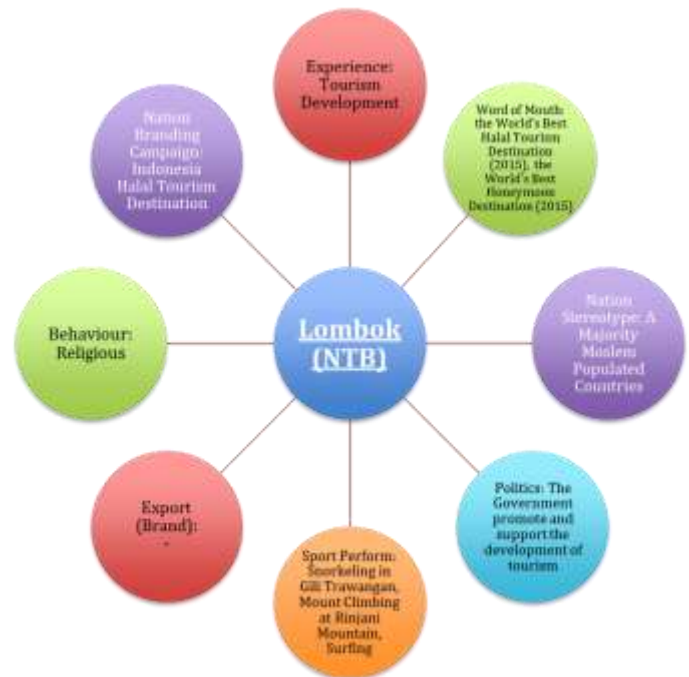 Experience:
Tourism
Development
Word of Mouth:
the World's Best
Halal Tourism
Destination
(2015), the
World's Best
Honeymoon
Destination (2015)
Nation
Stereotype: A
Majority
Moslem
Populated
Countries
Politics: The
Government
promote and
support the
development of
tourism
Sport Perform:
Snorkeling in
Gili Trawangan,
Mount Climbing
at Rinjani
Mountain,
Surfing
Export
(Brand):
-
Behaviour:
Religious
Nation
Branding
Campaign:
Indonesia
Halal Tourism
Destination
Lombok
(NTB)